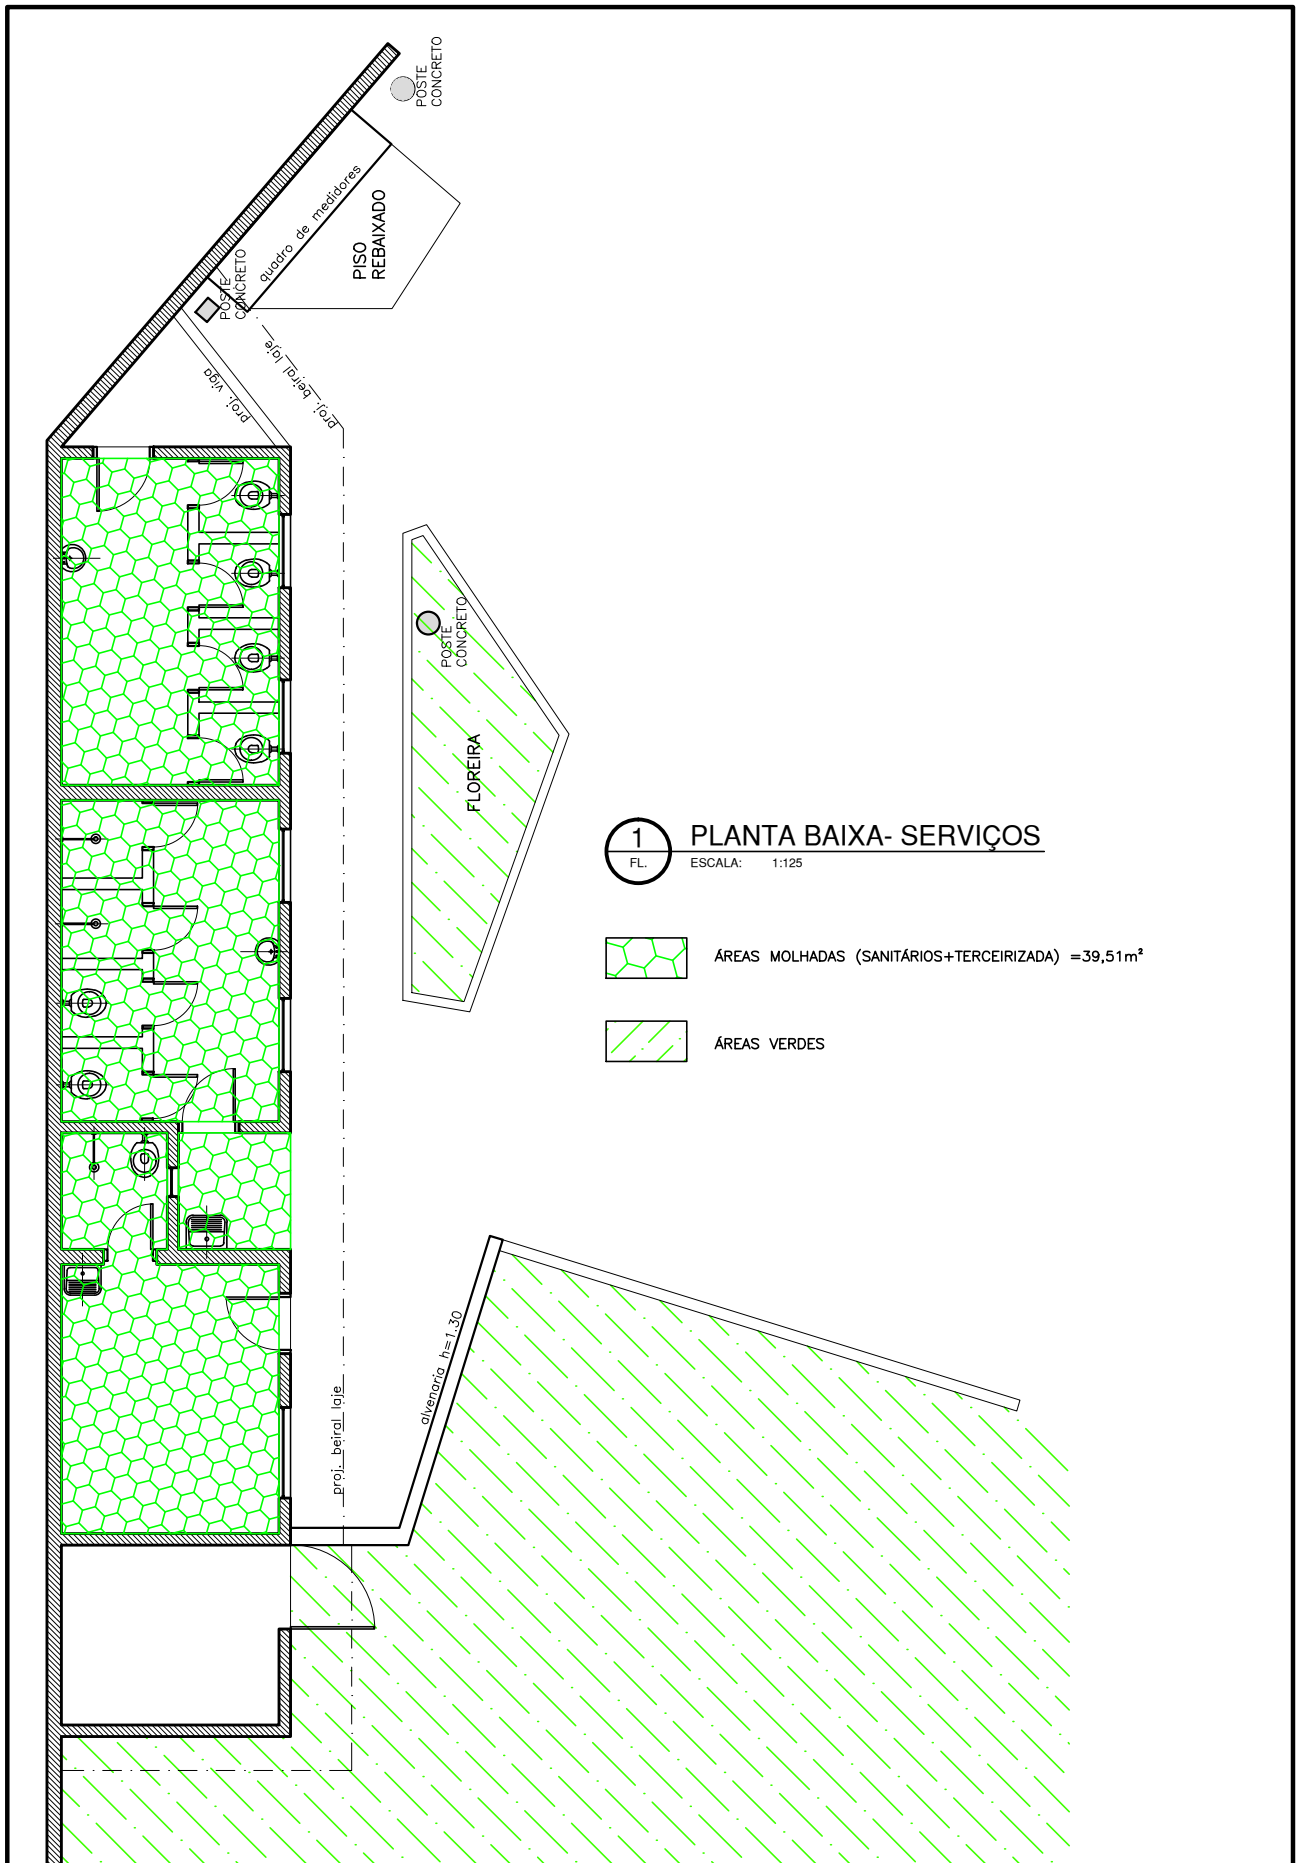 POSTE
CONCRETO
quadro de medidores
PISO
REBAIXADO
POSTE
CONCRETO
proj. beiral laje
proj. viga
POSTE
CONCRETO
FLOREIRA
1
FL.
PLANTA BAIXA- SERVIÇOS
ESCALA: 1:125
ÁREAS MOLHADAS (SANITÁRIOS+TERCEIRIZADA) =39,51m²
ÁREAS VERDES
alvenaria h=1.30
proj. beiral laje